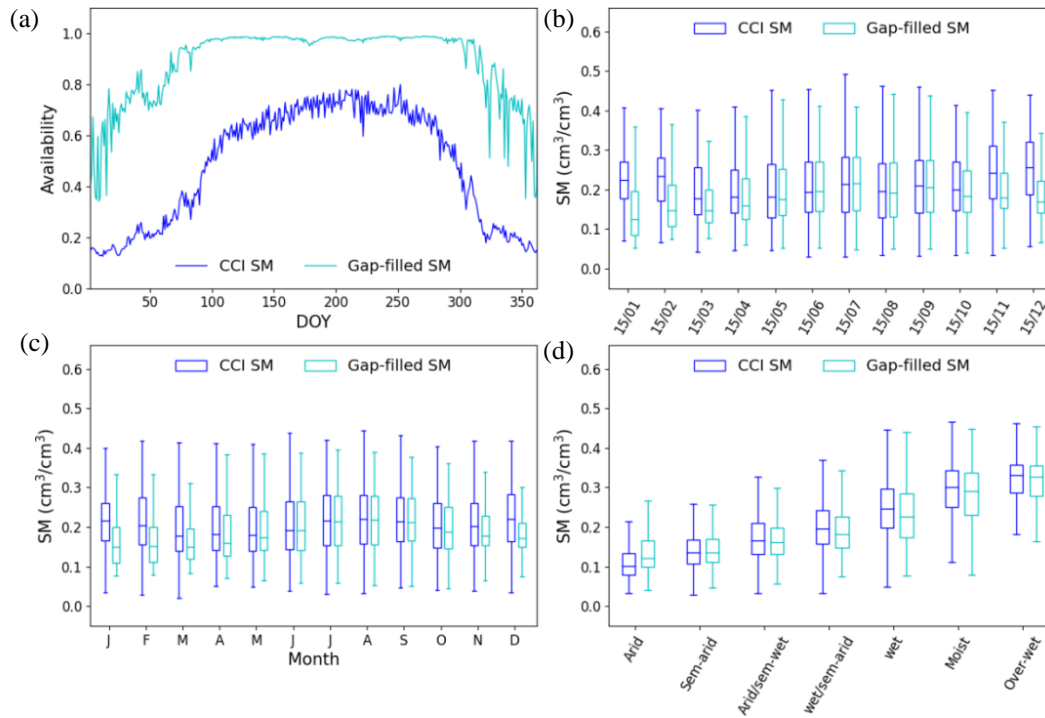 (a)
1.0
0.8
0.6
0.4
0.2
0.0
Availability
CCI SM
Gap-filled SM
50
100
150
200
250
300
350
DOY
(b)
CCI SM
Gap-filled SM
0.6
0.5
0.4
0.3
0.2
0.1
0.0
SM (cm³/cm³)
15/01
15/02
15/03
15/04
15/05
15/06
15/07
15/08
15/09
15/10
15/11
15/12
(c)
CCI SM
Gap-filled SM
0.6
0.5
0.4
0.3
0.2
0.1
0.0
SM (cm³/cm³)
J F M A M J J A S O N D
Month
(d)
CCI SM
Gap-filled SM
0.6
0.5
0.4
0.3
0.2
0.1
0.0
SM (cm³/cm³)
Arid
Sem-arid
Arid/sem-wet
wet/sem-arid
wet
Moist
Over-wet